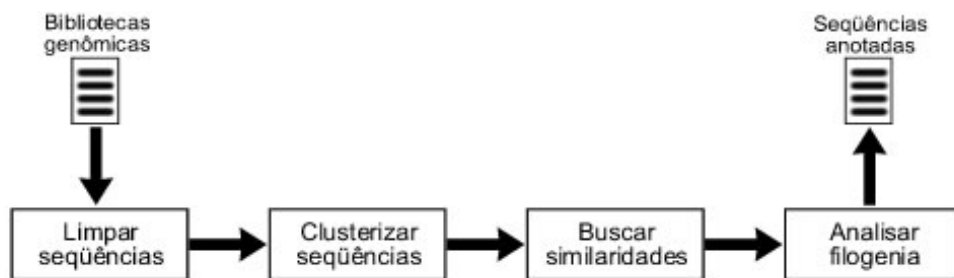 Bibliotecas
genômicas
Seqüências
anotadas
Limpar
seqüências
Clusterizar
seqüências
Buscar
similaridades
Analisar
filogenia